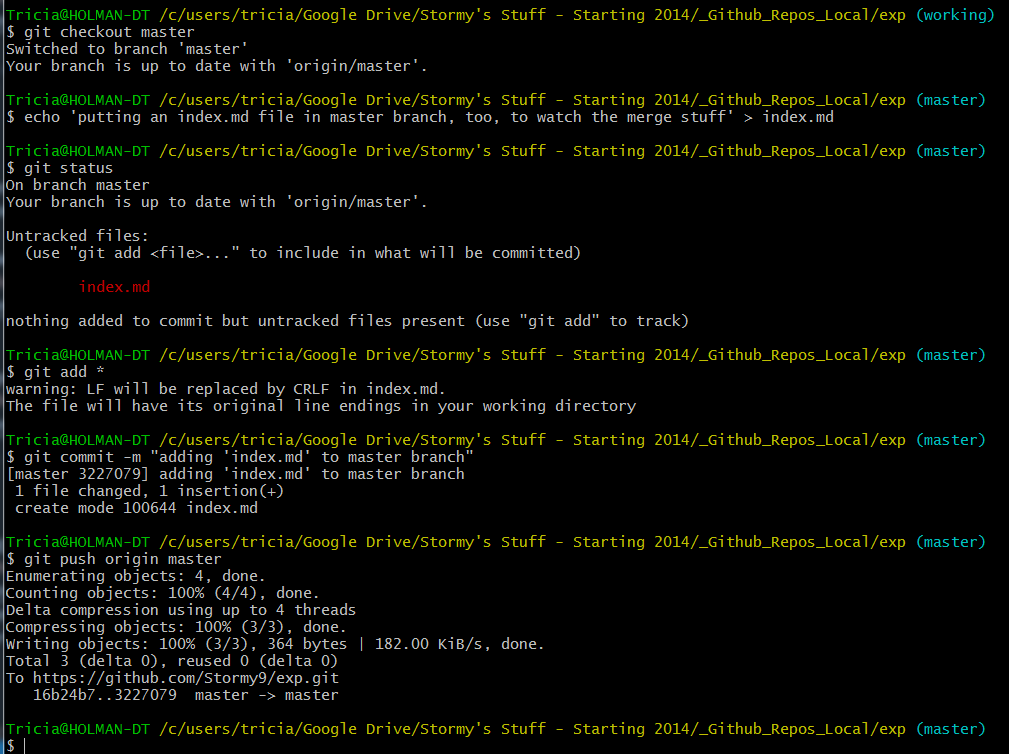 Tricia@HOLMAN-DT /c/users/tricia/Google Drive/Stormy's Stuff - Starting 2014/_Github_Repos_Local/exp (working)
$ git checkout master
Switched to branch 'master'
Your branch is up to date with 'origin/master'.

Tricia@HOLMAN-DT /c/users/tricia/Google Drive/Stormy's Stuff - Starting 2014/_Github_Repos_Local/exp (master)
$ echo 'putting an index.md file in master branch, too, to watch the merge stuff' > index.md

Tricia@HOLMAN-DT /c/users/tricia/Google Drive/Stormy's Stuff - Starting 2014/_Github_Repos_Local/exp (master)
$ git status
On branch master
Your branch is up to date with 'origin/master'.

Untracked files:
  (use "git add <file>..." to include in what will be committed)

        index.md

nothing added to commit but untracked files present (use "git add" to track)

Tricia@HOLMAN-DT /c/users/tricia/Google Drive/Stormy's Stuff - Starting 2014/_Github_Repos_Local/exp (master)
$ git add *
warning: LF will be replaced by CRLF in index.md.
The file will have its original line endings in your working directory

Tricia@HOLMAN-DT /c/users/tricia/Google Drive/Stormy's Stuff - Starting 2014/_Github_Repos_Local/exp (master)
$ git commit -m "adding 'index.md' to master branch"
[master 3227079] adding 'index.md' to master branch
 1 file changed, 1 insertion(+)
 create mode 100644 index.md

Tricia@HOLMAN-DT /c/users/tricia/Google Drive/Stormy's Stuff - Starting 2014/_Github_Repos_Local/exp (master)
$ git push origin master
Enumerating objects: 4, done.
Counting objects: 100% (4/4), done.
Delta compression using up to 4 threads
Compressing objects: 100% (3/3), done.
Writing objects: 100% (3/3), 364 bytes | 182.00 KiB/s, done.
Total 3 (delta 0), reused 0 (delta 0)
To https://github.com/Stormy9/exp.git
   16b24b7..3227079  master -> master

Tricia@HOLMAN-DT /c/users/tricia/Google Drive/Stormy's Stuff - Starting 2014/_Github_Repos_Local/exp (master)
$